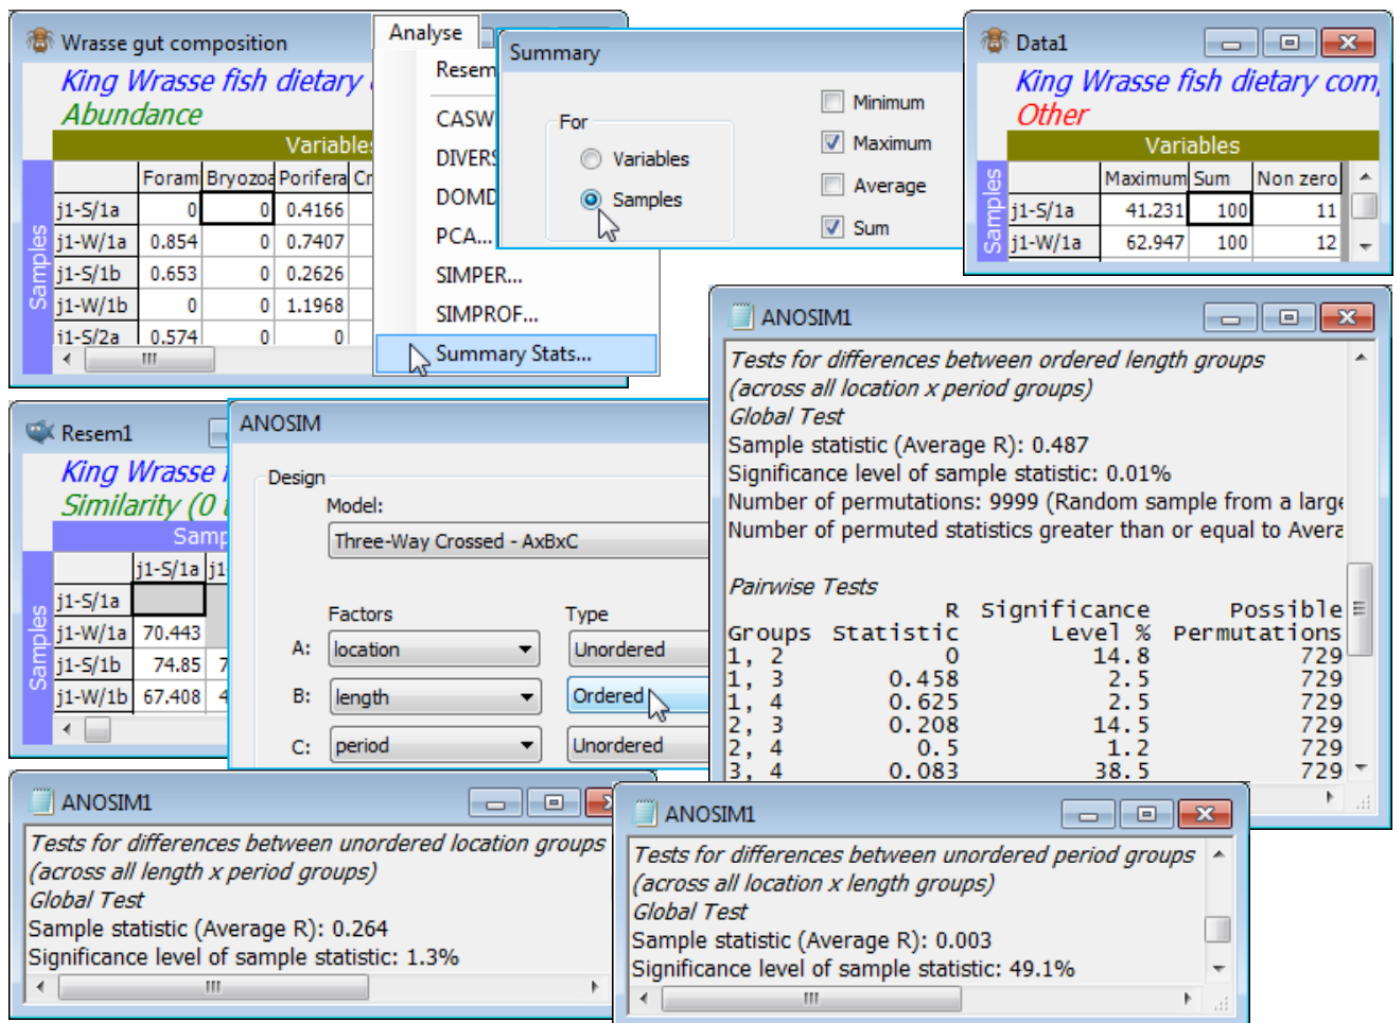 Wrasse gut composition
King Wrasse fish dietary
Abundance
Variables
Foram Bryozoa Porifera
Samples
j1-S/1a 0 0 0.4166
j1-W/1a 0.854 0 0.7407
j1-S/1b 0.653 0 0.2626
j1-W/1b 0 0 1.1968
j1-S/2a 0.574 0 0
Analyse
Resem
CASW
DIVERS
DOMD
PCA...
SIMPER...
SIMPROF...
Summary Stats...
Summary
For
Variables
Samples
Minimum
Maximum
Average
Sum
Data1
King Wrasse fish dietary com
Other
Variables
Samples
Maximum Sum Non zero
j1-S/1a 41.231 100 11
j1-W/1a 62.947 100 12
Resem1
King Wrasse
Similarity (0
Samp
Samples
j1-S/1a j1-
j1-S/1a
j1-W/1a 70.443
j1-S/1b 74.85 7
j1-W/1b 67.408 4
ANOSIM
Design
Model:
Three-Way Crossed - AxBxC
Factors Type
A: location Unordered
B: length Ordered
C: period Unordered
ANOSIM1
Tests for differences between ordered length groups
(across all location x period groups)
Global Test
Sample statistic (Average R): 0.487
Significance level of sample statistic: 0.01%
Number of permutations: 9999 (Random sample from a large
Number of permuted statistics greater than or equal to Avera
Pairwise Tests
R Significance Possible
Groups Statistic Level % Permutations
1, 2 0 14.8 729
1, 3 0.458 2.5 729
1, 4 0.625 2.5 729
2, 3 0.208 14.5 729
2, 4 0.5 1.2 729
3, 4 0.083 38.5 729
ANOSIM1
Tests for differences between unordered location groups
(across all length x period groups)
Global Test
Sample statistic (Average R): 0.264
Significance level of sample statistic: 1.3%
ANOSIM1
Tests for differences between unordered period groups
(across all location x length groups)
Global Test
Sample statistic (Average R): 0.003
Significance level of sample statistic: 49.1%